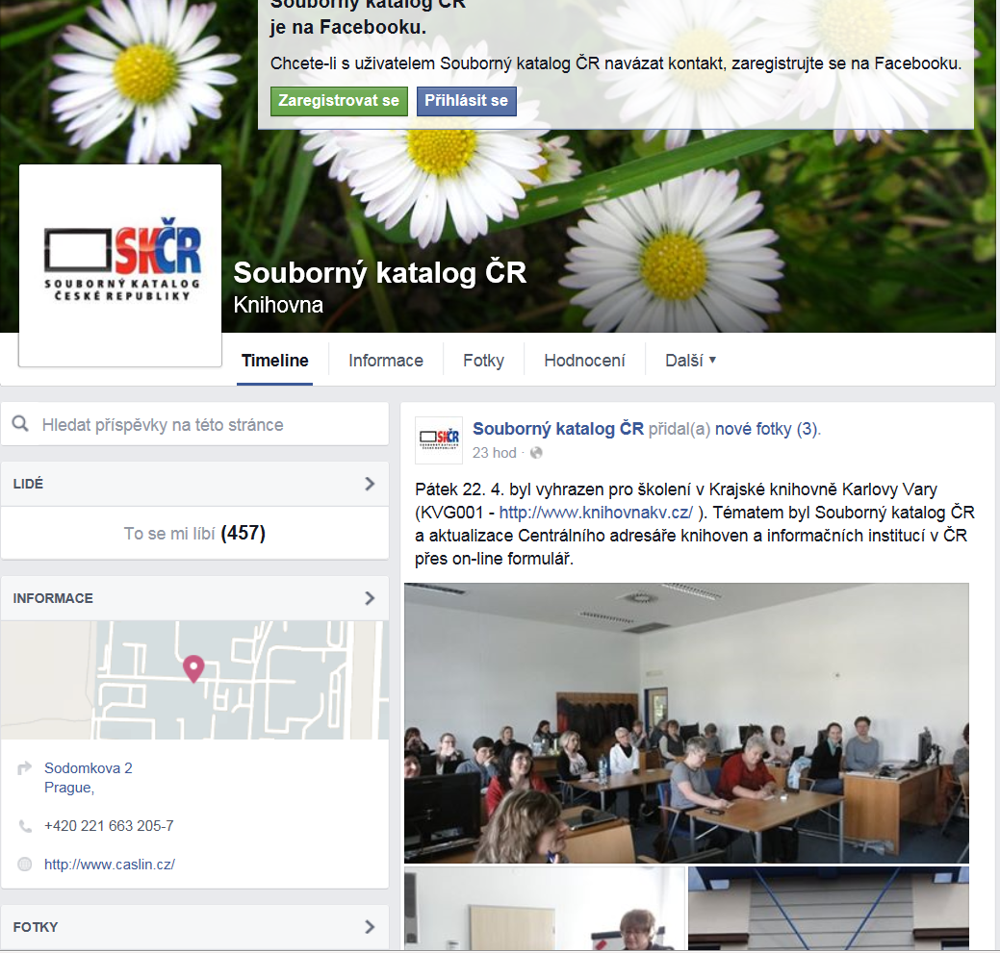 Souborný katalog ČR
je na Facebooku.
Chcete-li s uživatelem Souborný katalog ČR navázat kontakt, zaregistrujte se na Facebooku.
Zaregistrovat se Přihlásit se
SKČR
SOUBORNÝ KATALOG
ČESKÉ REPUBLIKY
Souborný katalog ČR
Knihovna
Timeline Informace Fotky Hodnocení Další ▼
Hledat příspěvky na této stránce
LIDÉ
To se mi líbí (457)
INFORMACE
Sodomkova 2
Prague,
+420 221 663 205-7
http://www.caslin.cz/
FOTKY
SKČR
SOUBORNÝ KATALOG
ČESKÉ REPUBLIKY
Souborný katalog ČR přidal(a) nové fotky (3).
23 hod ·
Pátek 22. 4. byl vyhrazen pro školení v Krajské knihovně Karlovy Vary
(KVG001 - http://www.knihovnakv.cz/ ). Tématem byl Souborný katalog ČR
a aktualizace Centrálního adresáře knihoven a informačních institucí v ČR
přes on-line formulář.